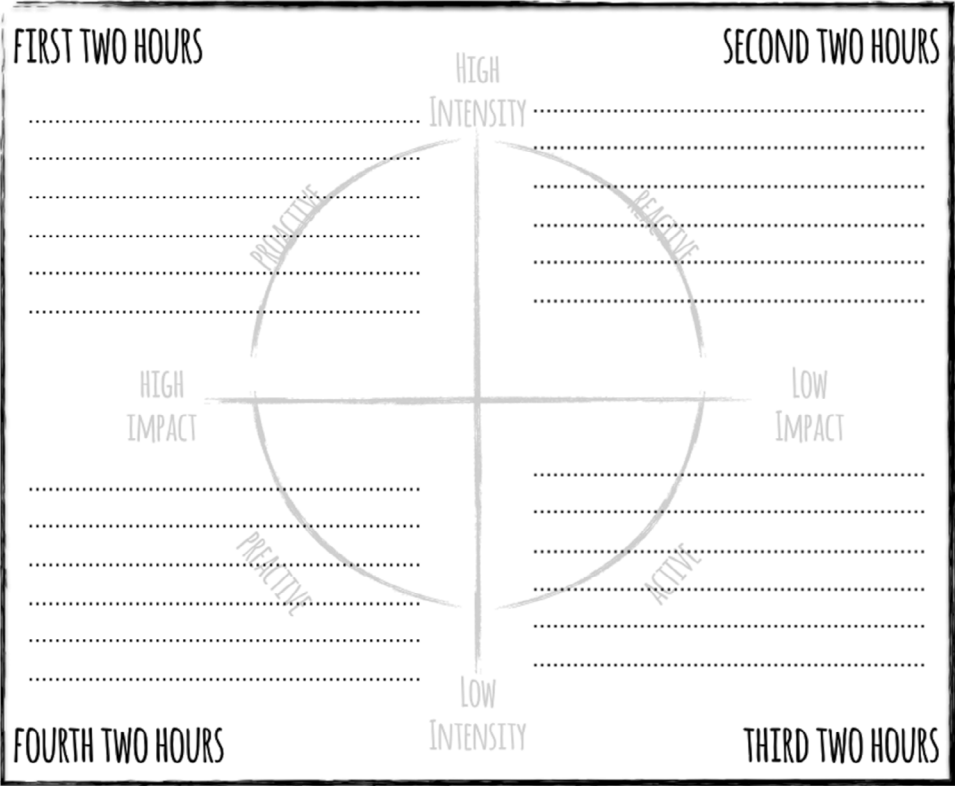 FIRST TWO HOURS
SECOND TWO HOURS
HIGH
INTENSITY
PROACTIVE
REACTIVE
HIGH
IMPACT
LOW
IMPACT
PREACTIVE
ACTIVE
LOW
INTENSITY
FOURTH TWO HOURS
THIRD TWO HOURS